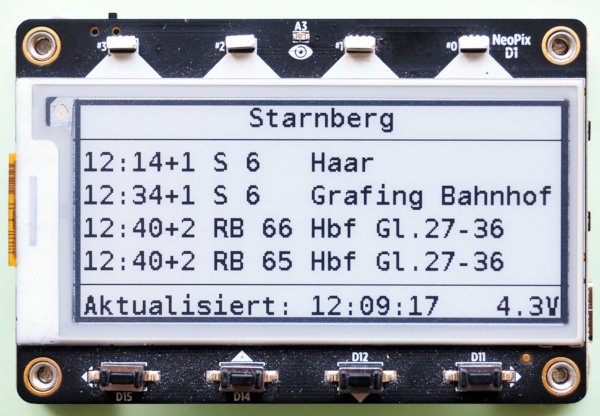 A3
#3 #2 #1 #0 NeoPix
D1
Starnberg
12:14+1 S 6 Haar
12:34+1 S 6 Grafing Bahnhof
12:40+2 RB 66 Hbf Gl.27-36
12:40+2 RB 65 Hbf Gl.27-36
Aktualisiert: 12:09:17 4.3V
D15 D14 D12 D11